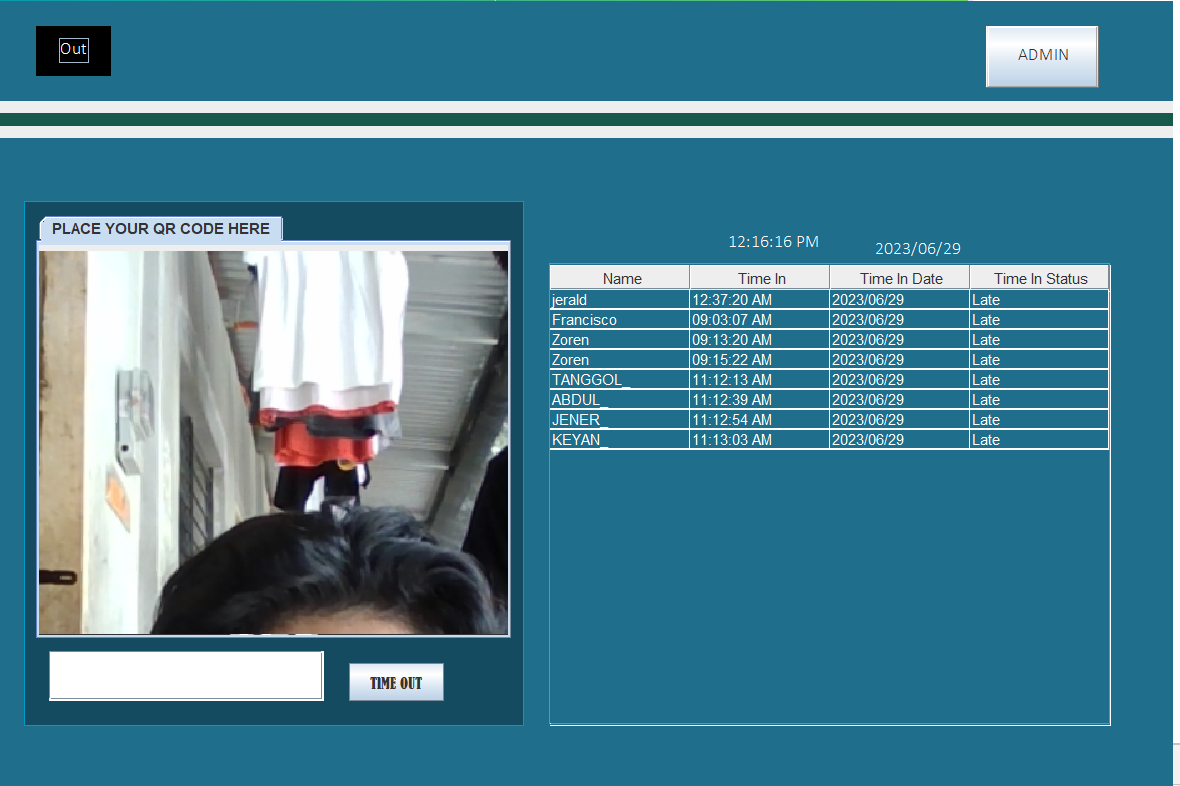 Out
ADMIN
PLACE YOUR QR CODE HERE
12:16:16 PM
2023/06/29
Name Time In Time In Date Time In Status
jerald 12:37:20 AM 2023/06/29 Late
Francisco 09:03:07 AM 2023/06/29 Late
Zoren 09:13:20 AM 2023/06/29 Late
Zoren 09:15:22 AM 2023/06/29 Late
TANGGOL_ 11:12:13 AM 2023/06/29 Late
ABDUL_ 11:12:39 AM 2023/06/29 Late
JENER_ 11:12:54 AM 2023/06/29 Late
KEYAN_ 11:13:03 AM 2023/06/29 Late
TIME OUT